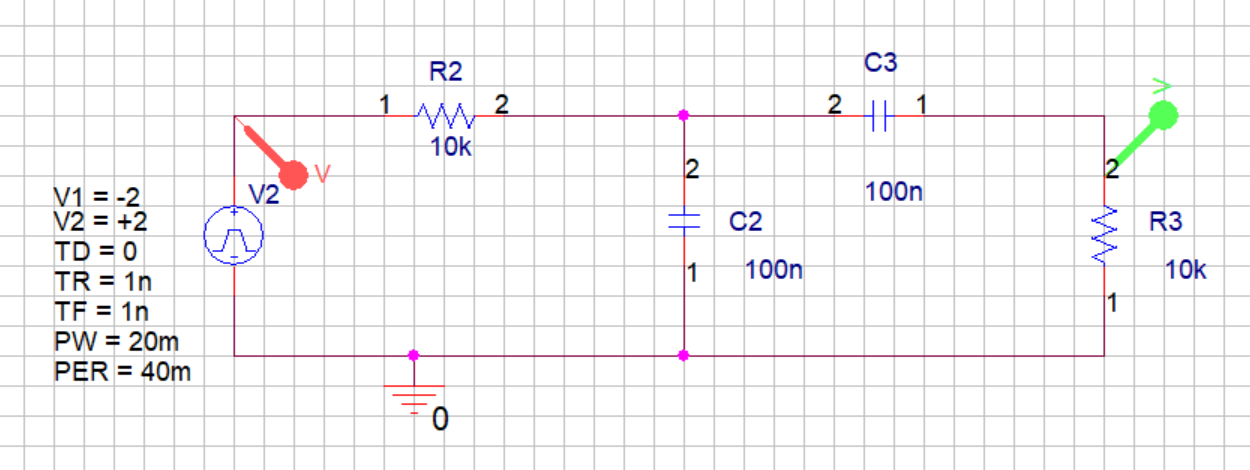 C3
R2
1
2
2
1
V
10k
2
V
V1 = -2
V2
100n
V2 = +2
C2
R3
TD = 0
1
100n
10k
TR = 1n
1
TF = 1n
PW = 20m
PER = 40m
0